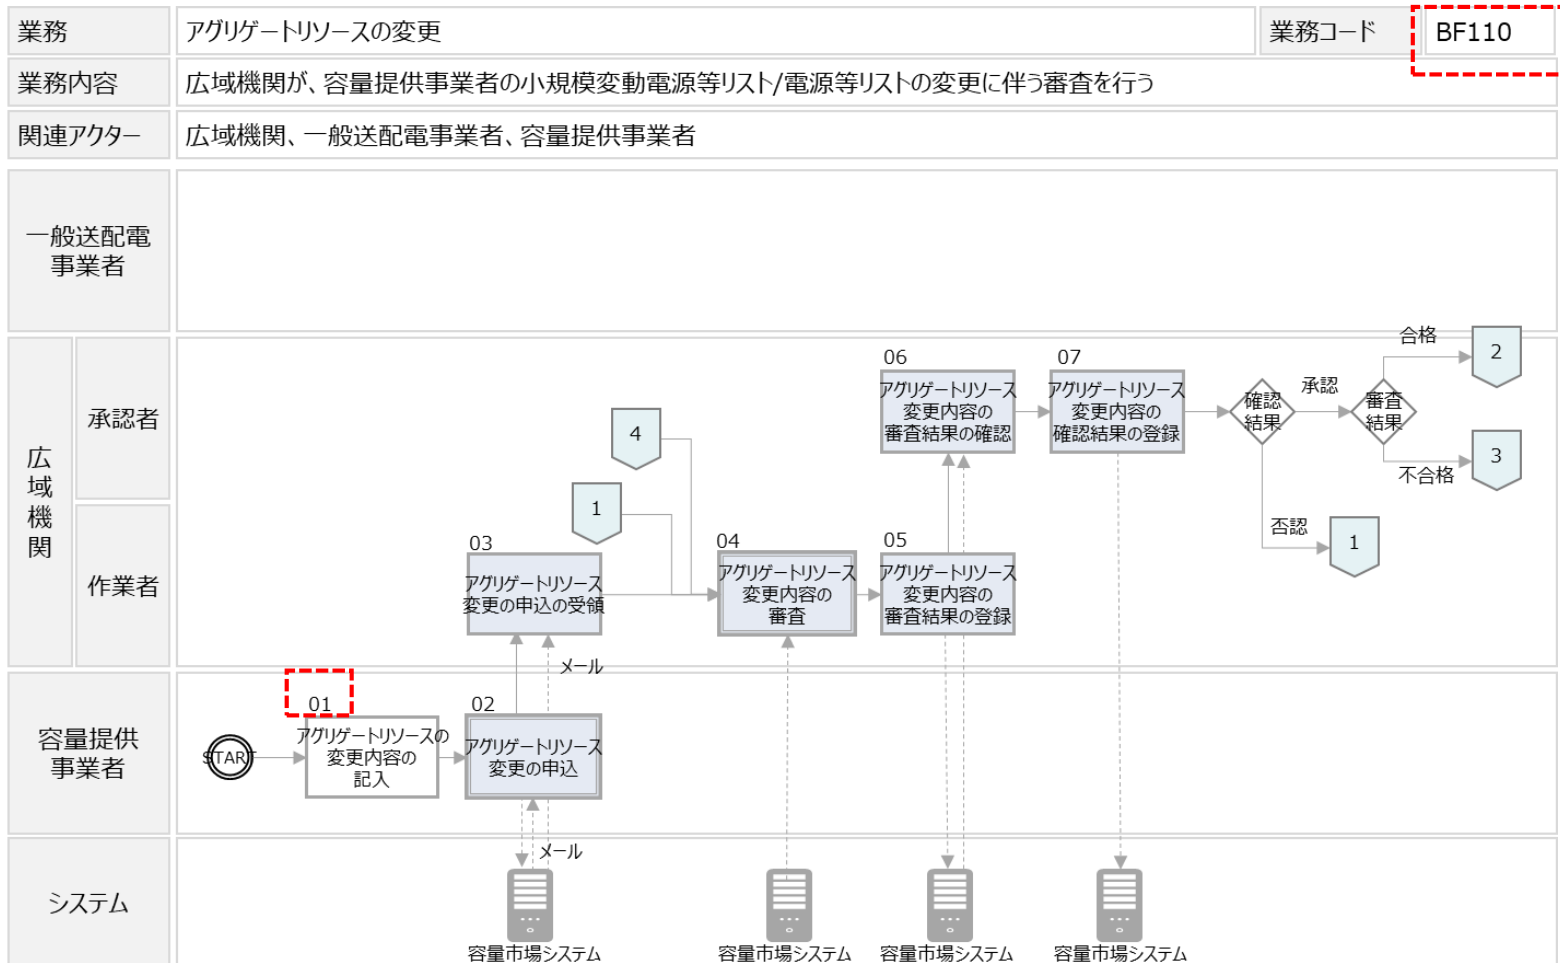 業務
アグリゲートリソースの変更
業務コード
BF110
業務内容
広域機関が、容量提供事業者の小規模変動電源等リスト/電源等リストの変更に伴う審査を行う
関連アクター
広域機関、一般送配電事業者、容量提供事業者
一般送配電
事業者
広域機関
承認者
作業者
4
1
03
アグリゲートリソース
変更の申込の受領
04
アグリゲートリソース
変更内容の
審査
05
アグリゲートリソース
変更内容の
審査結果の登録
06
アグリゲートリソース
変更内容の
審査結果の確認
07
アグリゲートリソース
変更内容の
確認結果の登録
確認
結果
承認
否認
1
審査
結果
合格
2
不合格
3
メール
容量提供
事業者
START
01
アグリゲートリソースの
変更内容の
記入
02
アグリゲートリソース
変更の申込
メール
システム
容量市場システム
容量市場システム
容量市場システム
容量市場システム